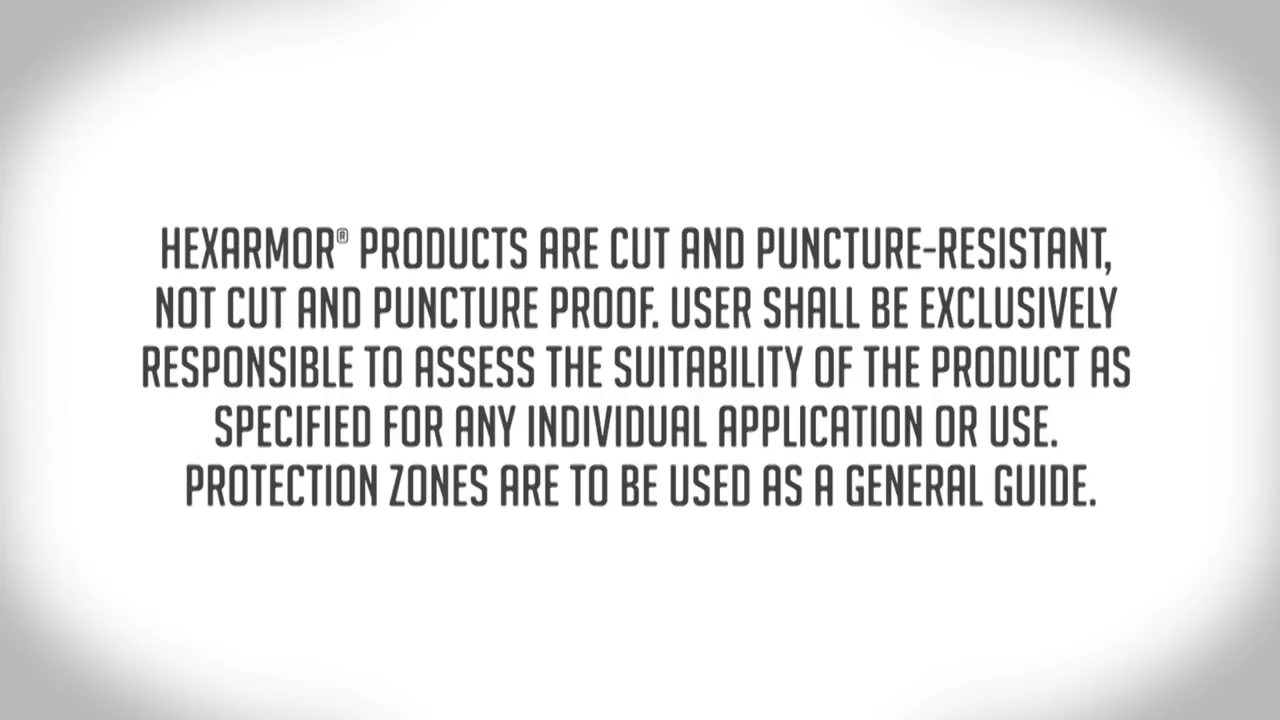 HEXARMOR® PRODUCTS ARE CUT AND PUNCTURE-RESISTANT,
NOT CUT AND PUNCTURE PROOF. USER SHALL BE EXCLUSIVELY
RESPONSIBLE TO ASSESS THE SUITABILITY OF THE PRODUCT AS
SPECIFIED FOR ANY INDIVIDUAL APPLICATION OR USE.
PROTECTION ZONES ARE TO BE USED AS A GENERAL GUIDE.